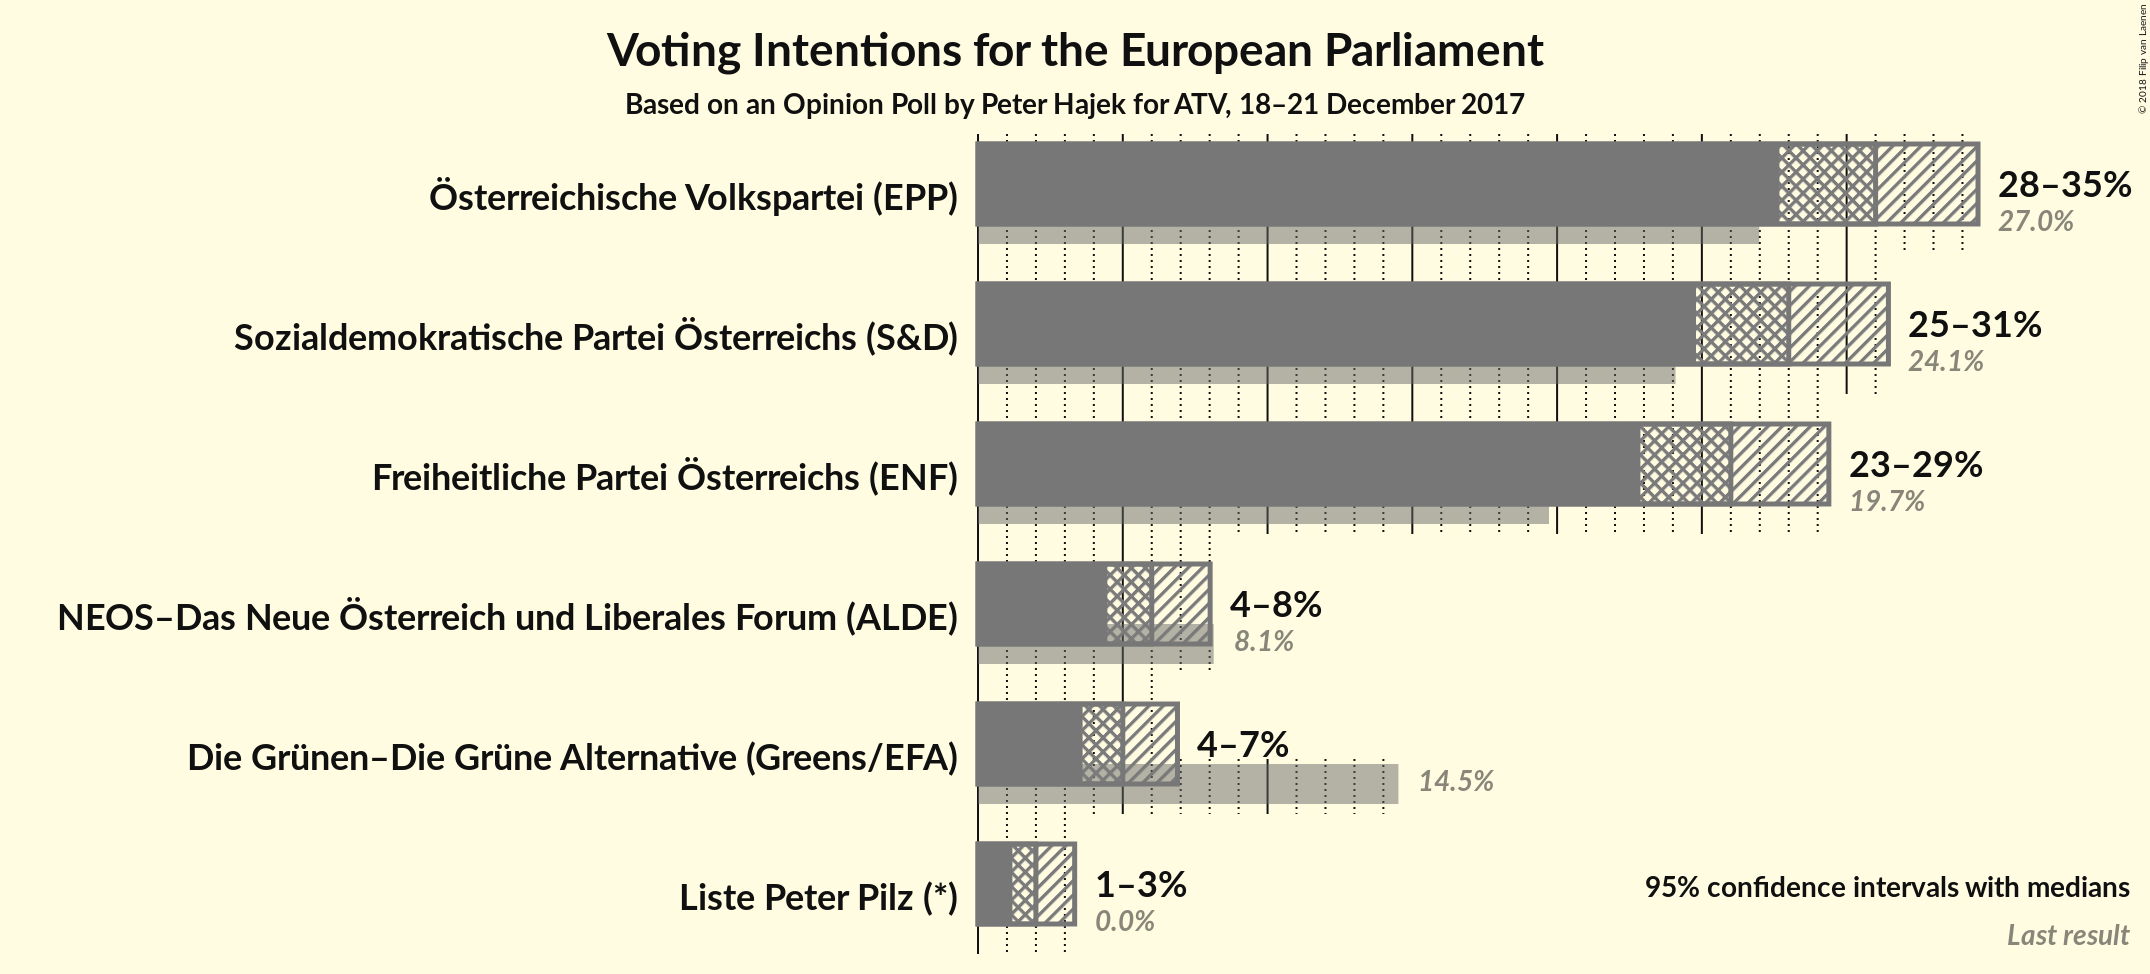 Voting Intentions for the European Parliament
Based on an Opinion Poll by Peter Hajek for ATV, 18–21 December 2017
© 2018 Filip van Laenen
Österreichische Volkspartei (EPP)
28–35%
27.0%
Sozialdemokratische Partei Österreichs (S&D)
25–31%
24.1%
Freiheitliche Partei Österreichs (ENF)
23–29%
19.7%
NEOS–Das Neue Österreich und Liberales Forum (ALDE)
4–8%
8.1%
Die Grünen–Die Grüne Alternative (Greens/EFA)
4–7%
14.5%
Liste Peter Pilz (*)
1–3%
0.0%
95% confidence intervals with medians
Last result